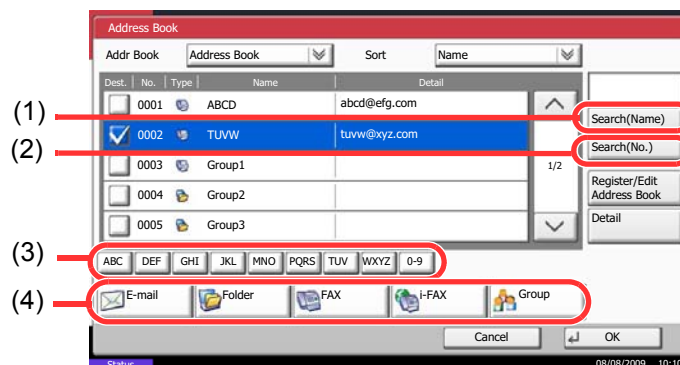 Address Book
Addr Book Address Book Sort Name
Dest. No. Type Name Detail
0001 ABCD abcd@efg.com
(1) Search(Name)
0002 TUVW tuvw@xyz.com
(2) Search(No.)
0003 Group1 1/2
Register/Edit
Address Book
0004 Group2
Detail
0005 Group3
(3) ABC DEF GHI JKL MNO PQRS TUV WXYZ 0-9
(4) E-mail Folder FAX i-FAX Group
Cancel OK
Status 08/08/2009 10:10